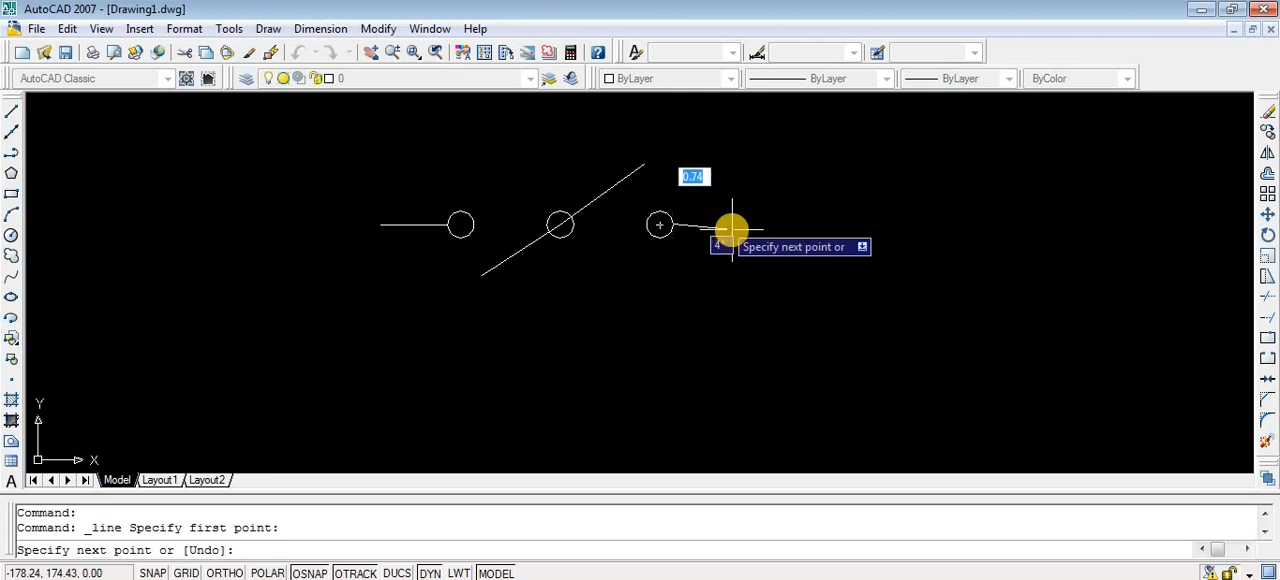 AutoCAD 2007 - [Drawing1.dwg]
File Edit View Insert Format Tools Draw Dimension Modify Window Help
AutoCAD Classic 0 ByLayer ByLayer ByLayer ByColor
0.74
4° Specify next point or
Y
X
Model Layout1 Layout2
A
Command:
Command: _line Specify first point:
Specify next point or [Undo]:
-178.24, 174.43, 0.00 SNAP GRID ORTHO POLAR OSNAP OTRACK DUCS DYN LWT MODEL